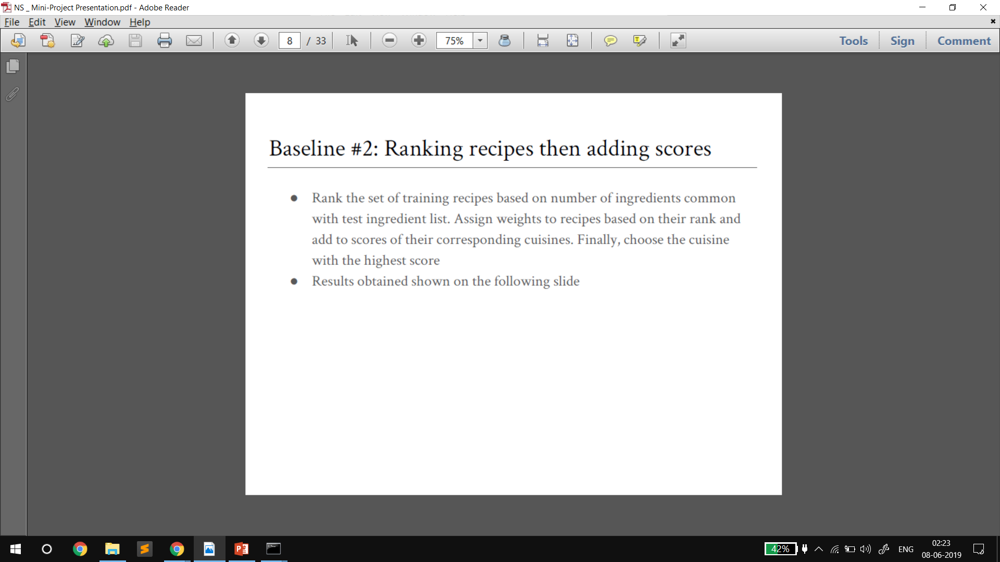 NS _ Mini-Project Presentation.pdf - Adobe Reader
File Edit View Window Help
8 / 33 75% Tools Sign Comment
Baseline #2: Ranking recipes then adding scores
● Rank the set of training recipes based on number of ingredients common
with test ingredient list. Assign weights to recipes based on their rank and
add to scores of their corresponding cuisines. Finally, choose the cuisine
with the highest score
● Results obtained shown on the following slide
42% ENG 02:23
08-06-2019